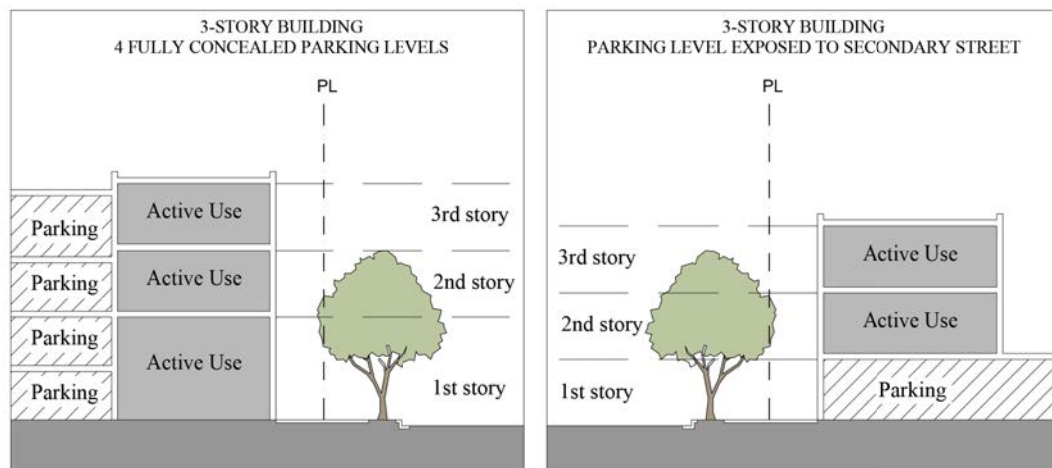 3-STORY BUILDING
4 FULLY CONCEALED PARKING LEVELS
PL
Active Use
3rd story
Parking
Active Use
2nd story
Parking
Parking
Active Use
1st story
Parking
3-STORY BUILDING
PARKING LEVEL EXPOSED TO SECONDARY STREET
PL
3rd story
Active Use
2nd story
Active Use
1st story
Parking